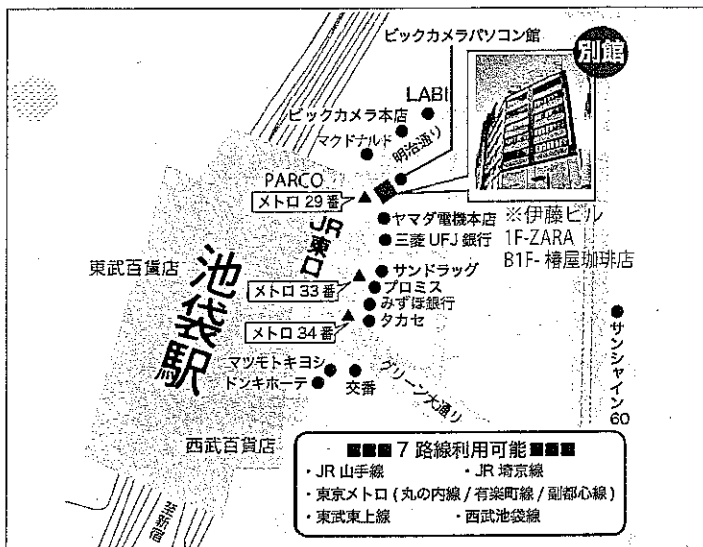 ビックカメラパソコン館
別館
LABI
ビックカメラ本店
マクドナルド
明治通り
PARCO
メトロ 29 番
JR東口
ヤマダ電機本店
三菱 UFJ 銀行
※伊藤ビル
1F-ZARA
B1F- 椿屋珈琲店
東武百貨店
池袋駅
サンドラッグ
メトロ 33 番
プロミス
みずほ銀行
メトロ 34 番
タカセ
サンシャイン60
マツモトキヨシ
ドンキホーテ
交番
グリーン大通り
西武百貨店
■■■ 7 路線利用可能 ■■■
・JR 山手線 ・JR 埼京線
・東京メトロ ( 丸の内線 / 有楽町線 / 副都心線 )
・東武東上線 ・西武池袋線
至新宿